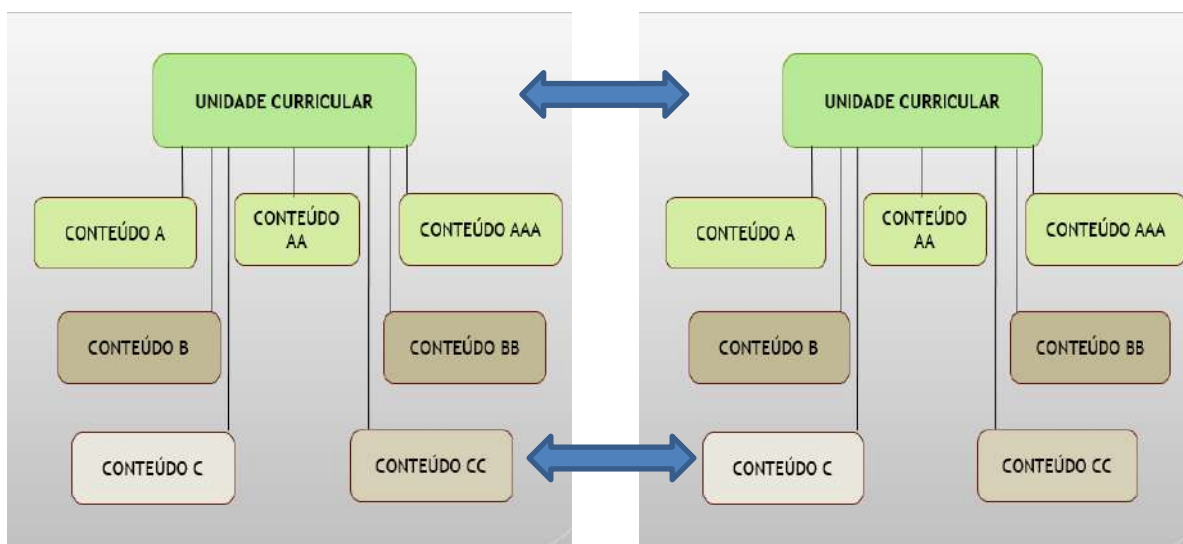 UNIDADE CURRICULAR
CONTEÚDO A
CONTEÚDO
AA
CONTEÚDO AAA
CONTEÚDO B
CONTEÚDO BB
CONTEÚDO C
CONTEÚDO CC
UNIDADE CURRICULAR
CONTEÚDO A
CONTEÚDO
AA
CONTEÚDO AAA
CONTEÚDO B
CONTEÚDO BB
CONTEÚDO C
CONTEÚDO CC